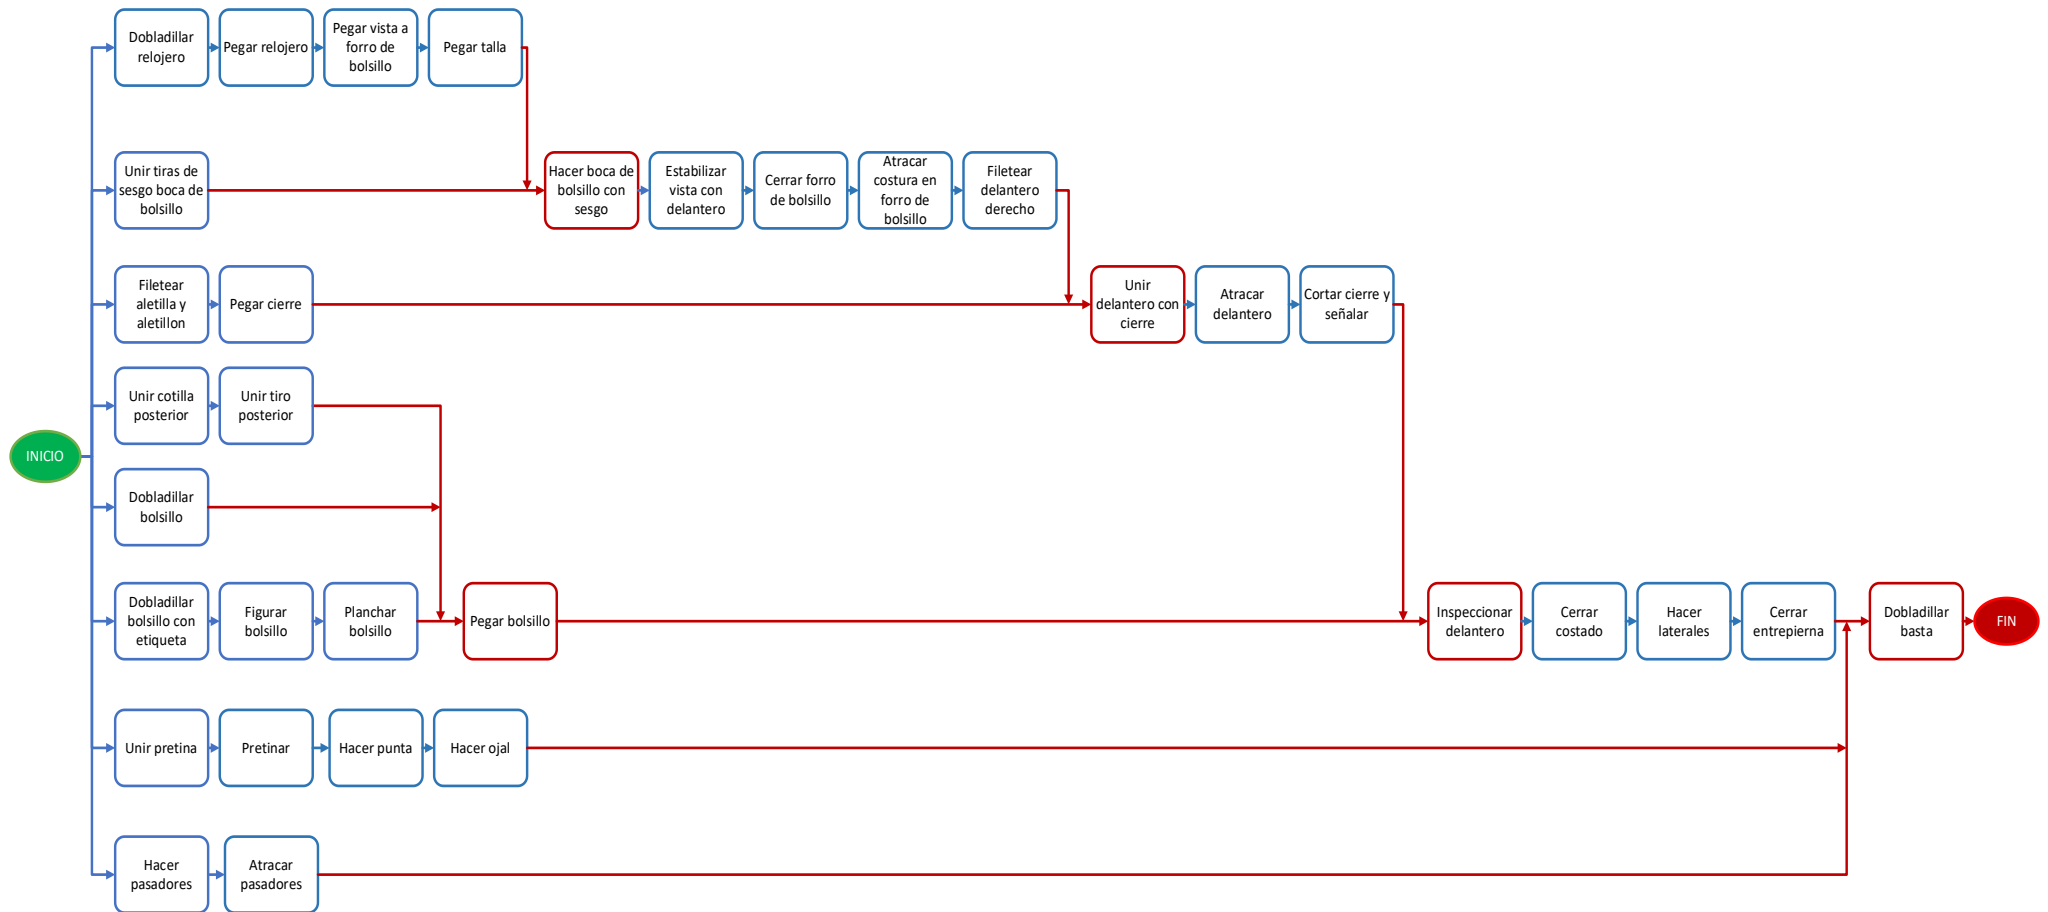 Dobladillar
relojero
Pegar relojero
Pegar vista a
forro de
bolsillo
Pegar talla
Unir tiras de
sesgo boca de
bolsillo
Hacer boca de
bolsillo con
sesgo
Estabilizar
vista con
delantero
Cerrar forro
de bolsillo
Atracar
costura en
forro de
bolsillo
Filetear
delantero
derecho
Filetear
aletilla y
aletillon
Pegar cierre
Unir
delantero con
cierre
Atracar
delantero
Cortar cierre y
señalar
Unir cotilla
posterior
Unir tiro
posterior
INICIO
Dobladillar
bolsillo
Dobladillar
bolsillo con
etiqueta
Figurar
bolsillo
Planchar
bolsillo
Pegar bolsillo
Inspeccionar
delantero
Cerrar
costado
Hacer
laterales
Cerrar
entrepierna
Dobladillar
basta
FIN
Unir pretina
Pretinar
Hacer punta
Hacer ojal
Hacer
pasadores
Atracar
pasadores